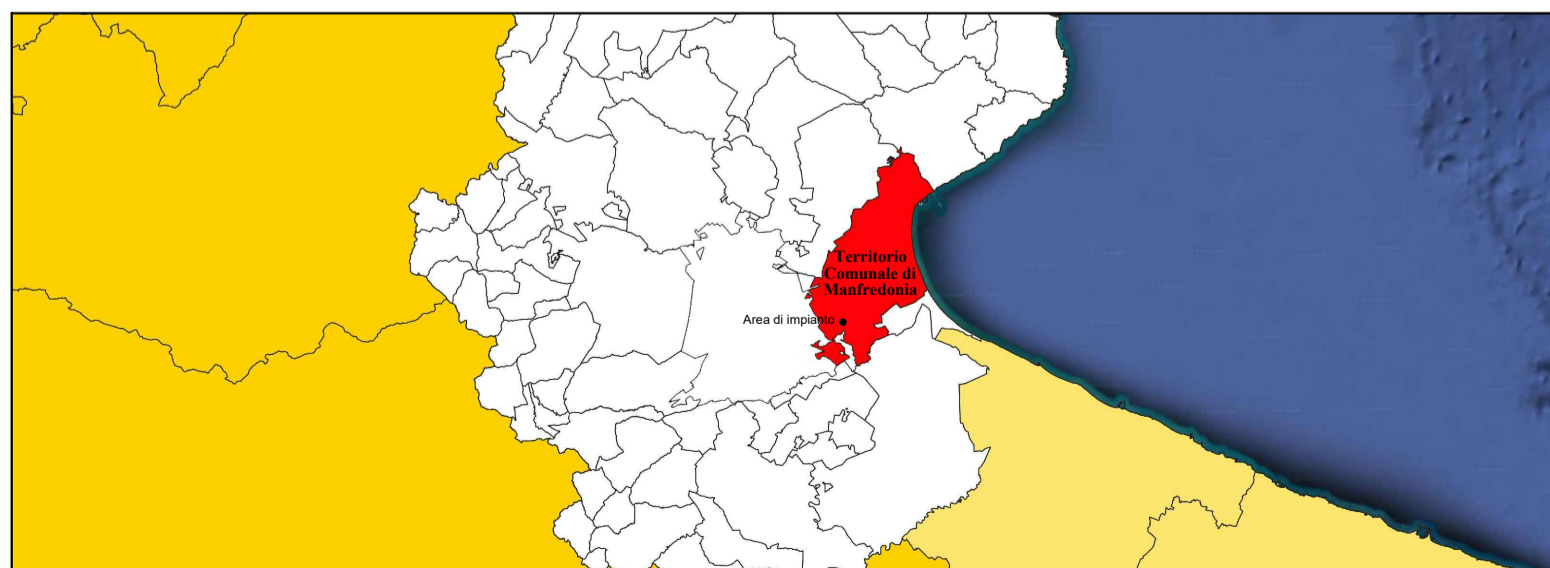 Territorio
Comunale di
Manfredonia
Area di impianto